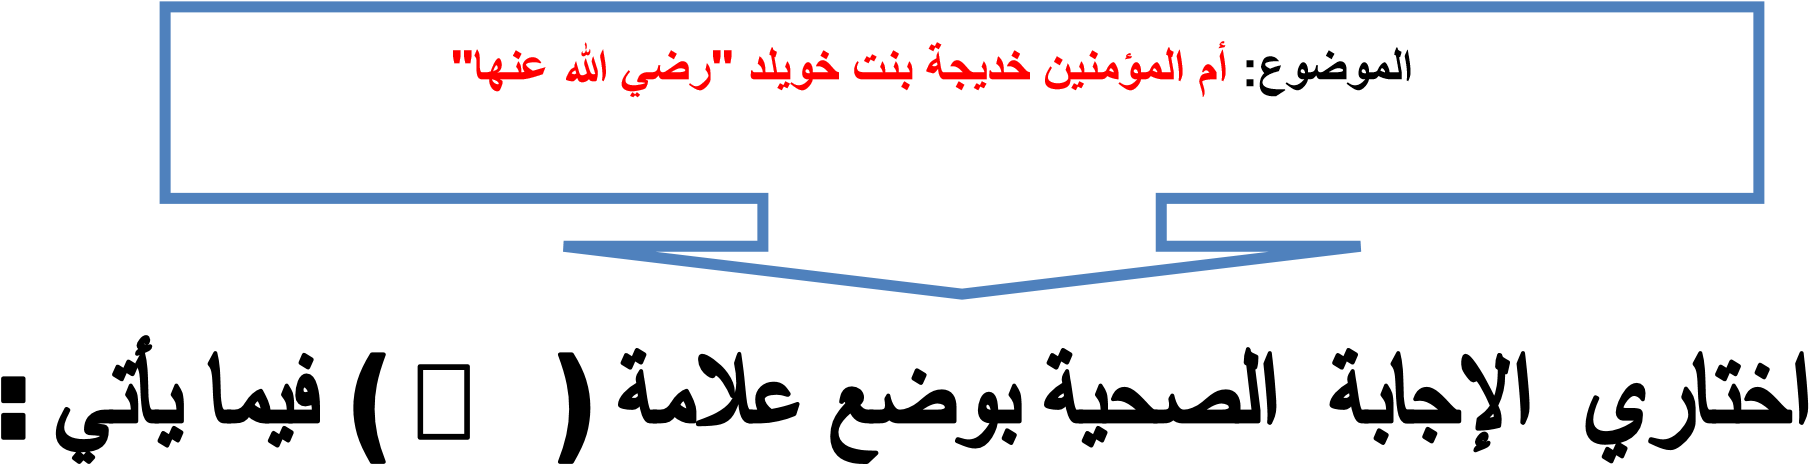 الموضوع: أم المؤمنين خديجة بنت خويلد "رضي الله عنها"
اختاري الإجابة الصحية بوضع علامة ( ) فيما يأتي :